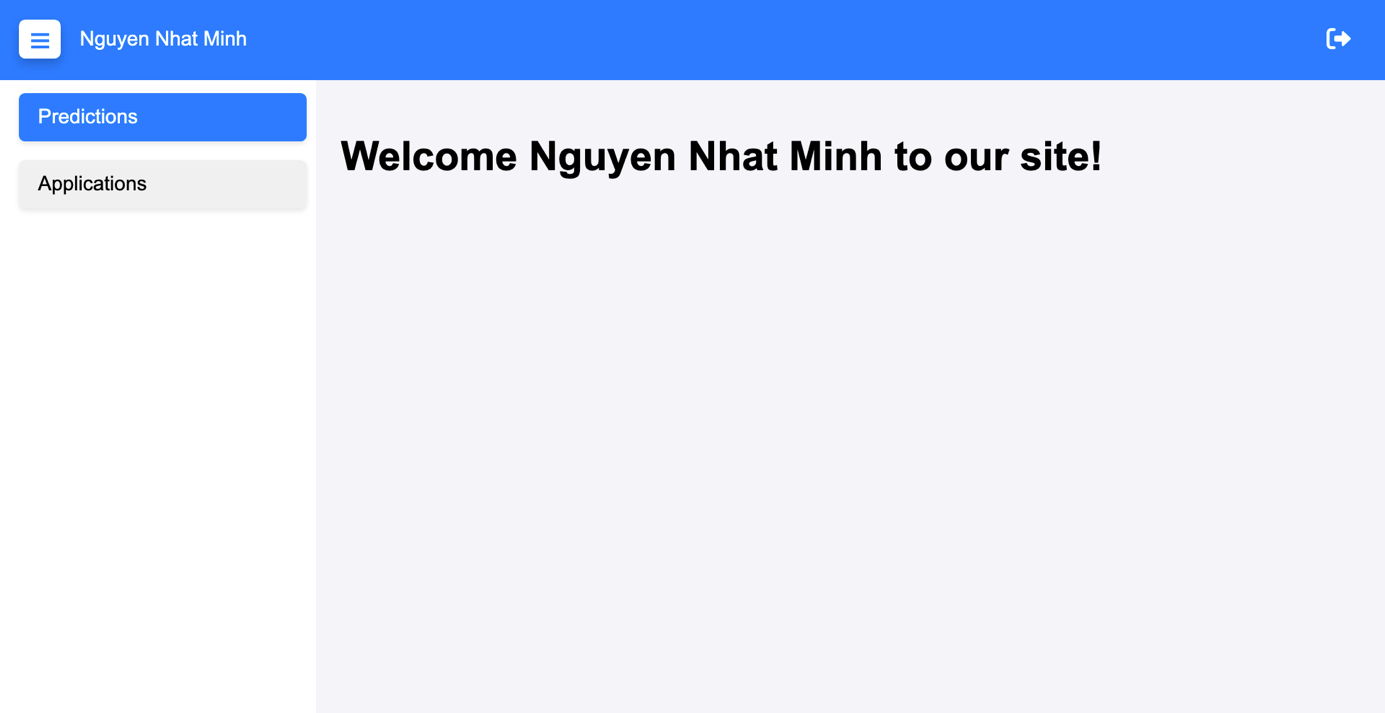 Nguyen Nhat Minh
Predictions
Applications
Welcome Nguyen Nhat Minh to our site!